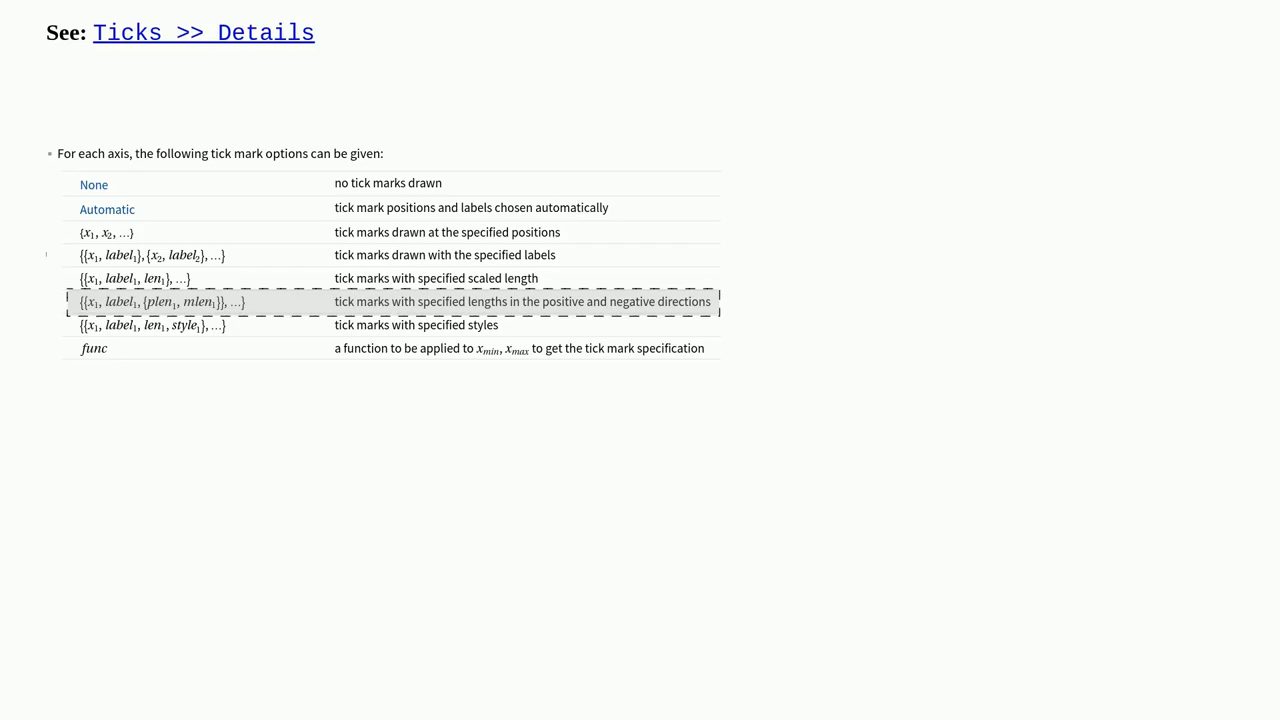 See: Ticks >> Details
• For each axis, the following tick mark options can be given:
None no tick marks drawn
Automatic tick mark positions and labels chosen automatically
{x₁, x₂, …} tick marks drawn at the specified positions
{{x₁, label₁}, {x₂, label₂}, …} tick marks drawn with the specified labels
{{x₁, label₁, len₁}, …} tick marks with specified scaled length
{{x₁, label₁, {plen₁, mlen₁}}, …} tick marks with specified lengths in the positive and negative directions
{{x₁, label₁, len₁, style₁}, …} tick marks with specified styles
func a function to be applied to xmin, xmax to get the tick mark specification